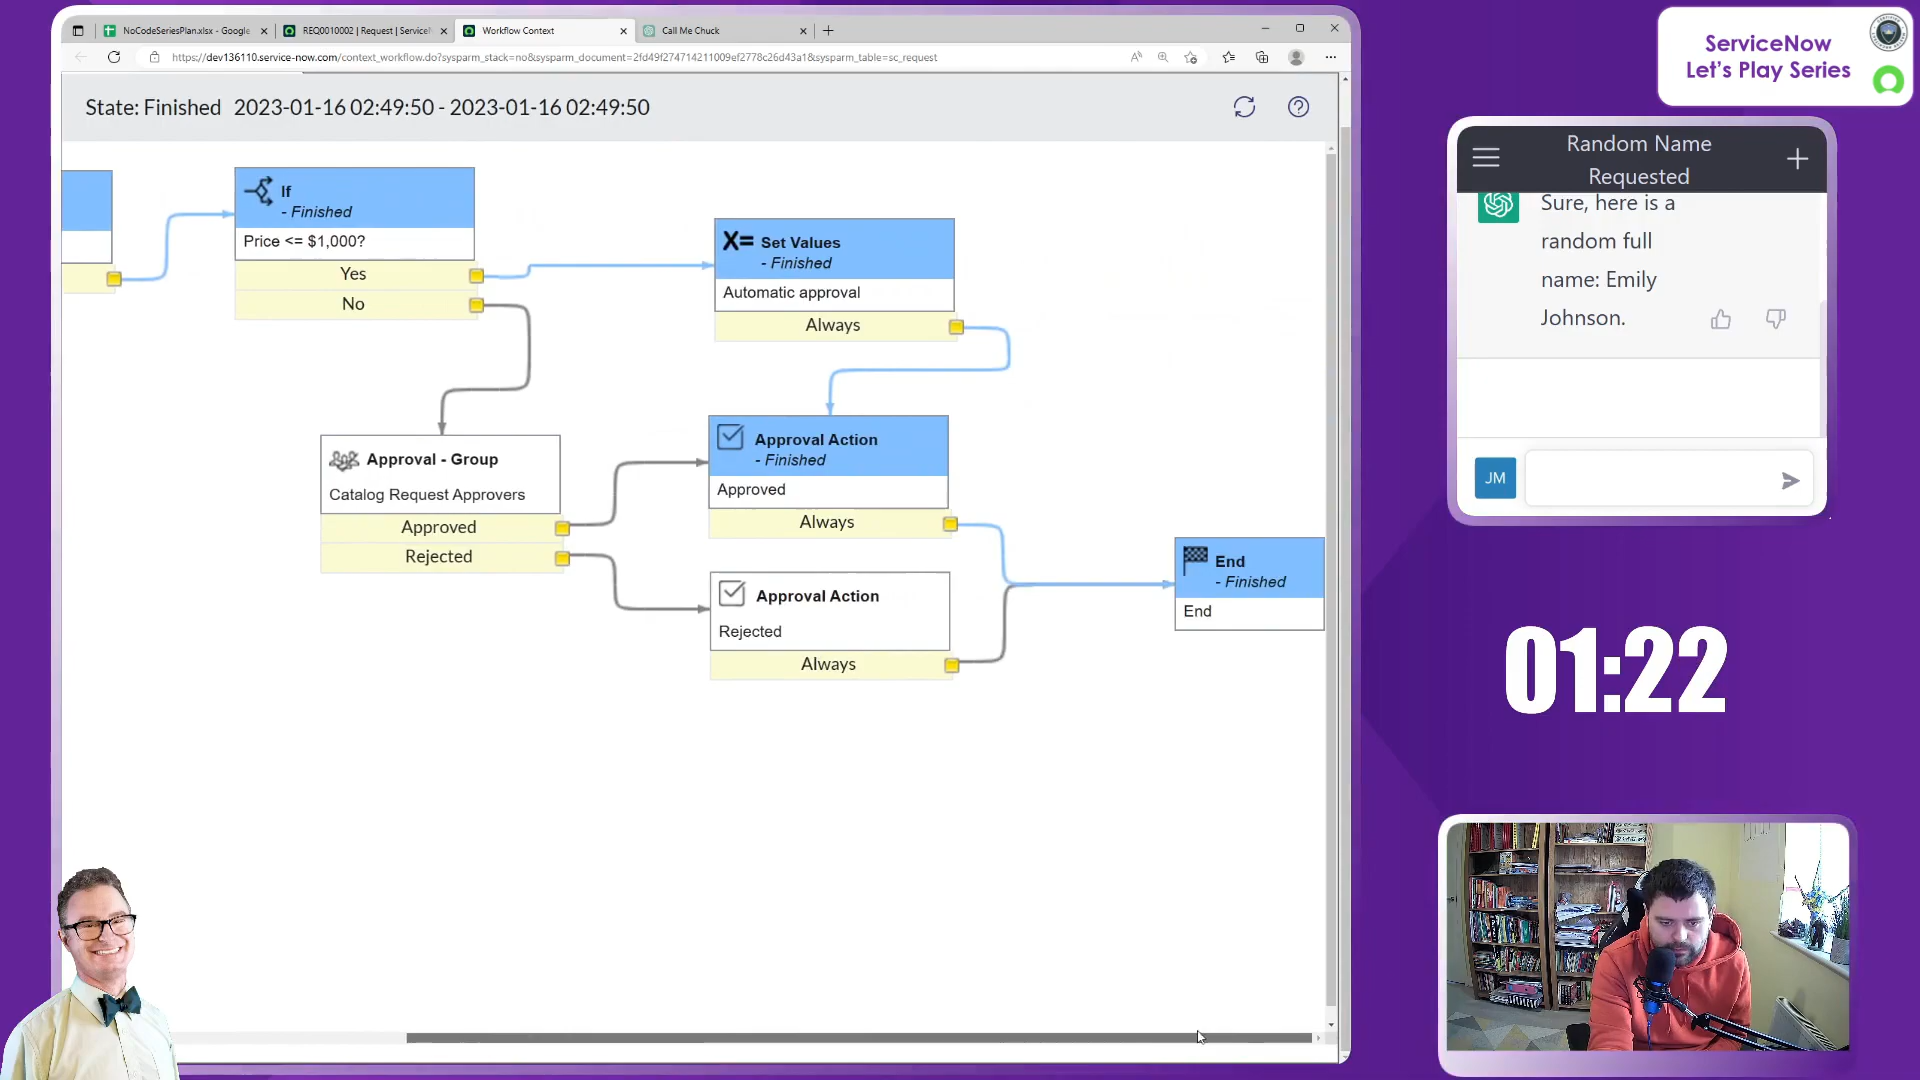 NoCodeSeriesPlan.xlsx - Google
REQ0010002 | Request | ServiceN
Workflow Context
Call Me Chuck
https://dev136110.service-now.com/context_workflow.do?sysparm_stack=no&sysparm_document=2fd49f274714211009ef2778c26d43a1&sysparm_table=sc_request
State: Finished 2023-01-16 02:49:50 - 2023-01-16 02:49:50
If
- Finished
Price <= $1,000?
Yes
No
X= Set Values
- Finished
Automatic approval
Always
Approval - Group
Catalog Request Approvers
Approved
Rejected
Approval Action
- Finished
Approved
Always
Approval Action
Rejected
Always
End
- Finished
End
ServiceNow
Let's Play Series
Random Name
Requested
Sure, here is a
random full
name: Emily
Johnson.
JM
01:22